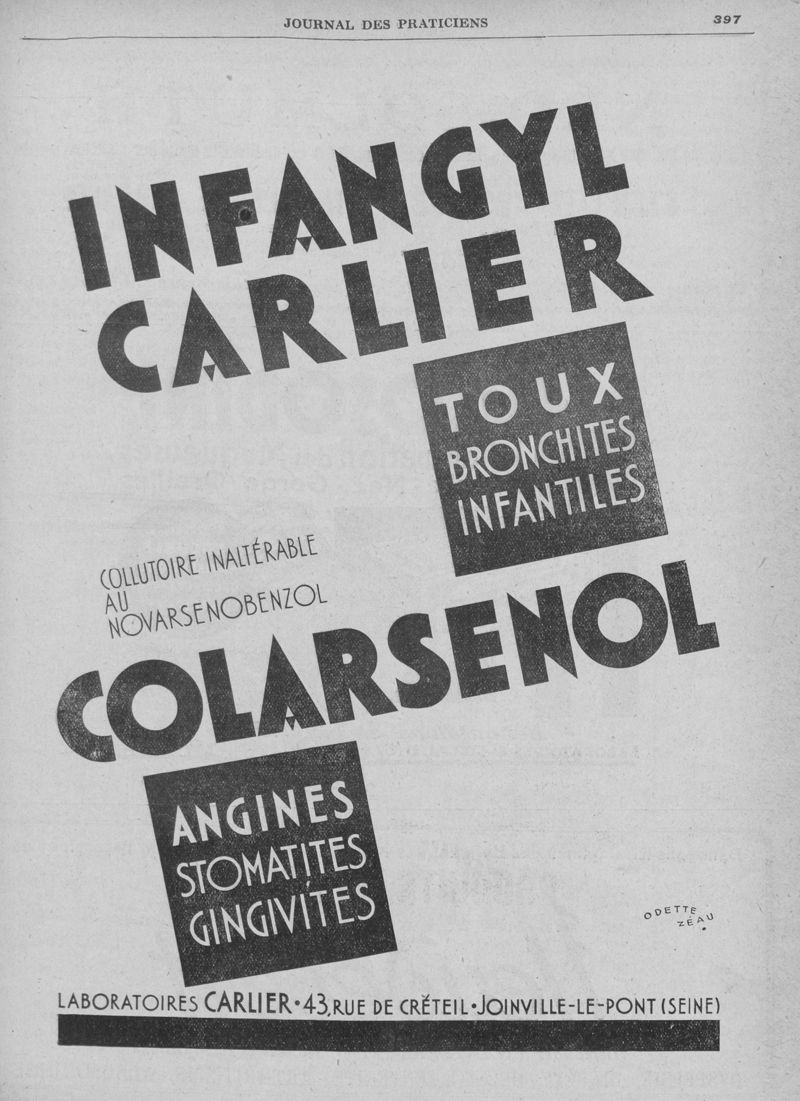 JOURNAL DES PRATICIENS 397
INFANGYL
CARLIER
TOUX
BRONCHITES
INFANTILES
COLLUTOIRE INALTÉRABLE
AU
NOVARSENOBENZOL
COLARSENOL
ANGINES
STOMATITES
GINGIVITES
ODETTE
ZÉAU
LABORATOIRES CARLIER • 43, RUE DE CRÉTEIL • JOINVILLE-LE-PONT (SEINE)